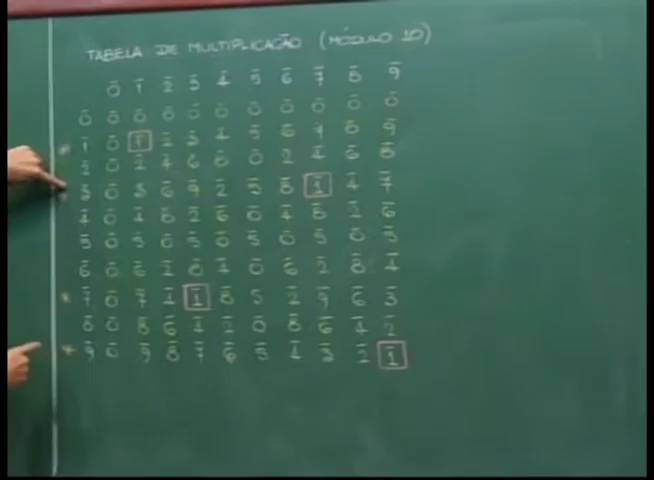 TABELA DE MULTIPLICAÇÃO (MÓDULO 10)
0̄ 1̄ 2̄ 3̄ 4̄ 5̄ 6̄ 7̄ 8̄ 9̄
0̄ 0̄ 0̄ 0̄ 0̄ 0̄ 0̄ 0̄ 0̄ 0̄ 0̄
* 1̄ 0̄ 1̄ 2̄ 3̄ 4̄ 5̄ 6̄ 7̄ 8̄ 9̄
2̄ 0̄ 2̄ 4̄ 6̄ 8̄ 0̄ 2̄ 4̄ 6̄ 8̄
3̄ 0̄ 3̄ 6̄ 9̄ 2̄ 5̄ 8̄ 1̄ 4̄ 7̄
4̄ 0̄ 4̄ 8̄ 2̄ 6̄ 0̄ 4̄ 8̄ 2̄ 6̄
5̄ 0̄ 5̄ 0̄ 5̄ 0̄ 5̄ 0̄ 5̄ 0̄ 5̄
6̄ 0̄ 6̄ 2̄ 8̄ 4̄ 0̄ 6̄ 2̄ 8̄ 4̄
* 7̄ 0̄ 7̄ 4̄ 1̄ 8̄ 5̄ 2̄ 9̄ 6̄ 3̄
8̄ 0̄ 8̄ 6̄ 4̄ 2̄ 0̄ 8̄ 6̄ 4̄ 2̄
* 9̄ 0̄ 9̄ 8̄ 7̄ 6̄ 5̄ 4̄ 3̄ 2̄ 1̄